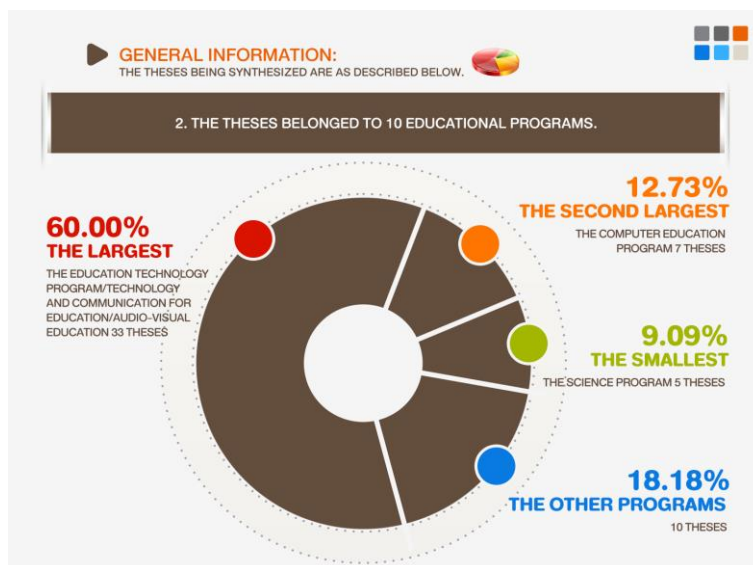 GENERAL INFORMATION:
THE THESES BEING SYNTHESIZED ARE AS DESCRIBED BELOW.
2. THE THESES BELONGED TO 10 EDUCATIONAL PROGRAMS.
60.00%
THE LARGEST
THE EDUCATION TECHNOLOGY
PROGRAM/TECHNOLOGY
AND COMMUNICATION FOR
EDUCATION/AUDIO-VISUAL
EDUCATION 33 THESES
12.73%
THE SECOND LARGEST
THE COMPUTER EDUCATION
PROGRAM 7 THESES
9.09%
THE SMALLEST
THE SCIENCE PROGRAM 5 THESES
18.18%
THE OTHER PROGRAMS
10 THESES